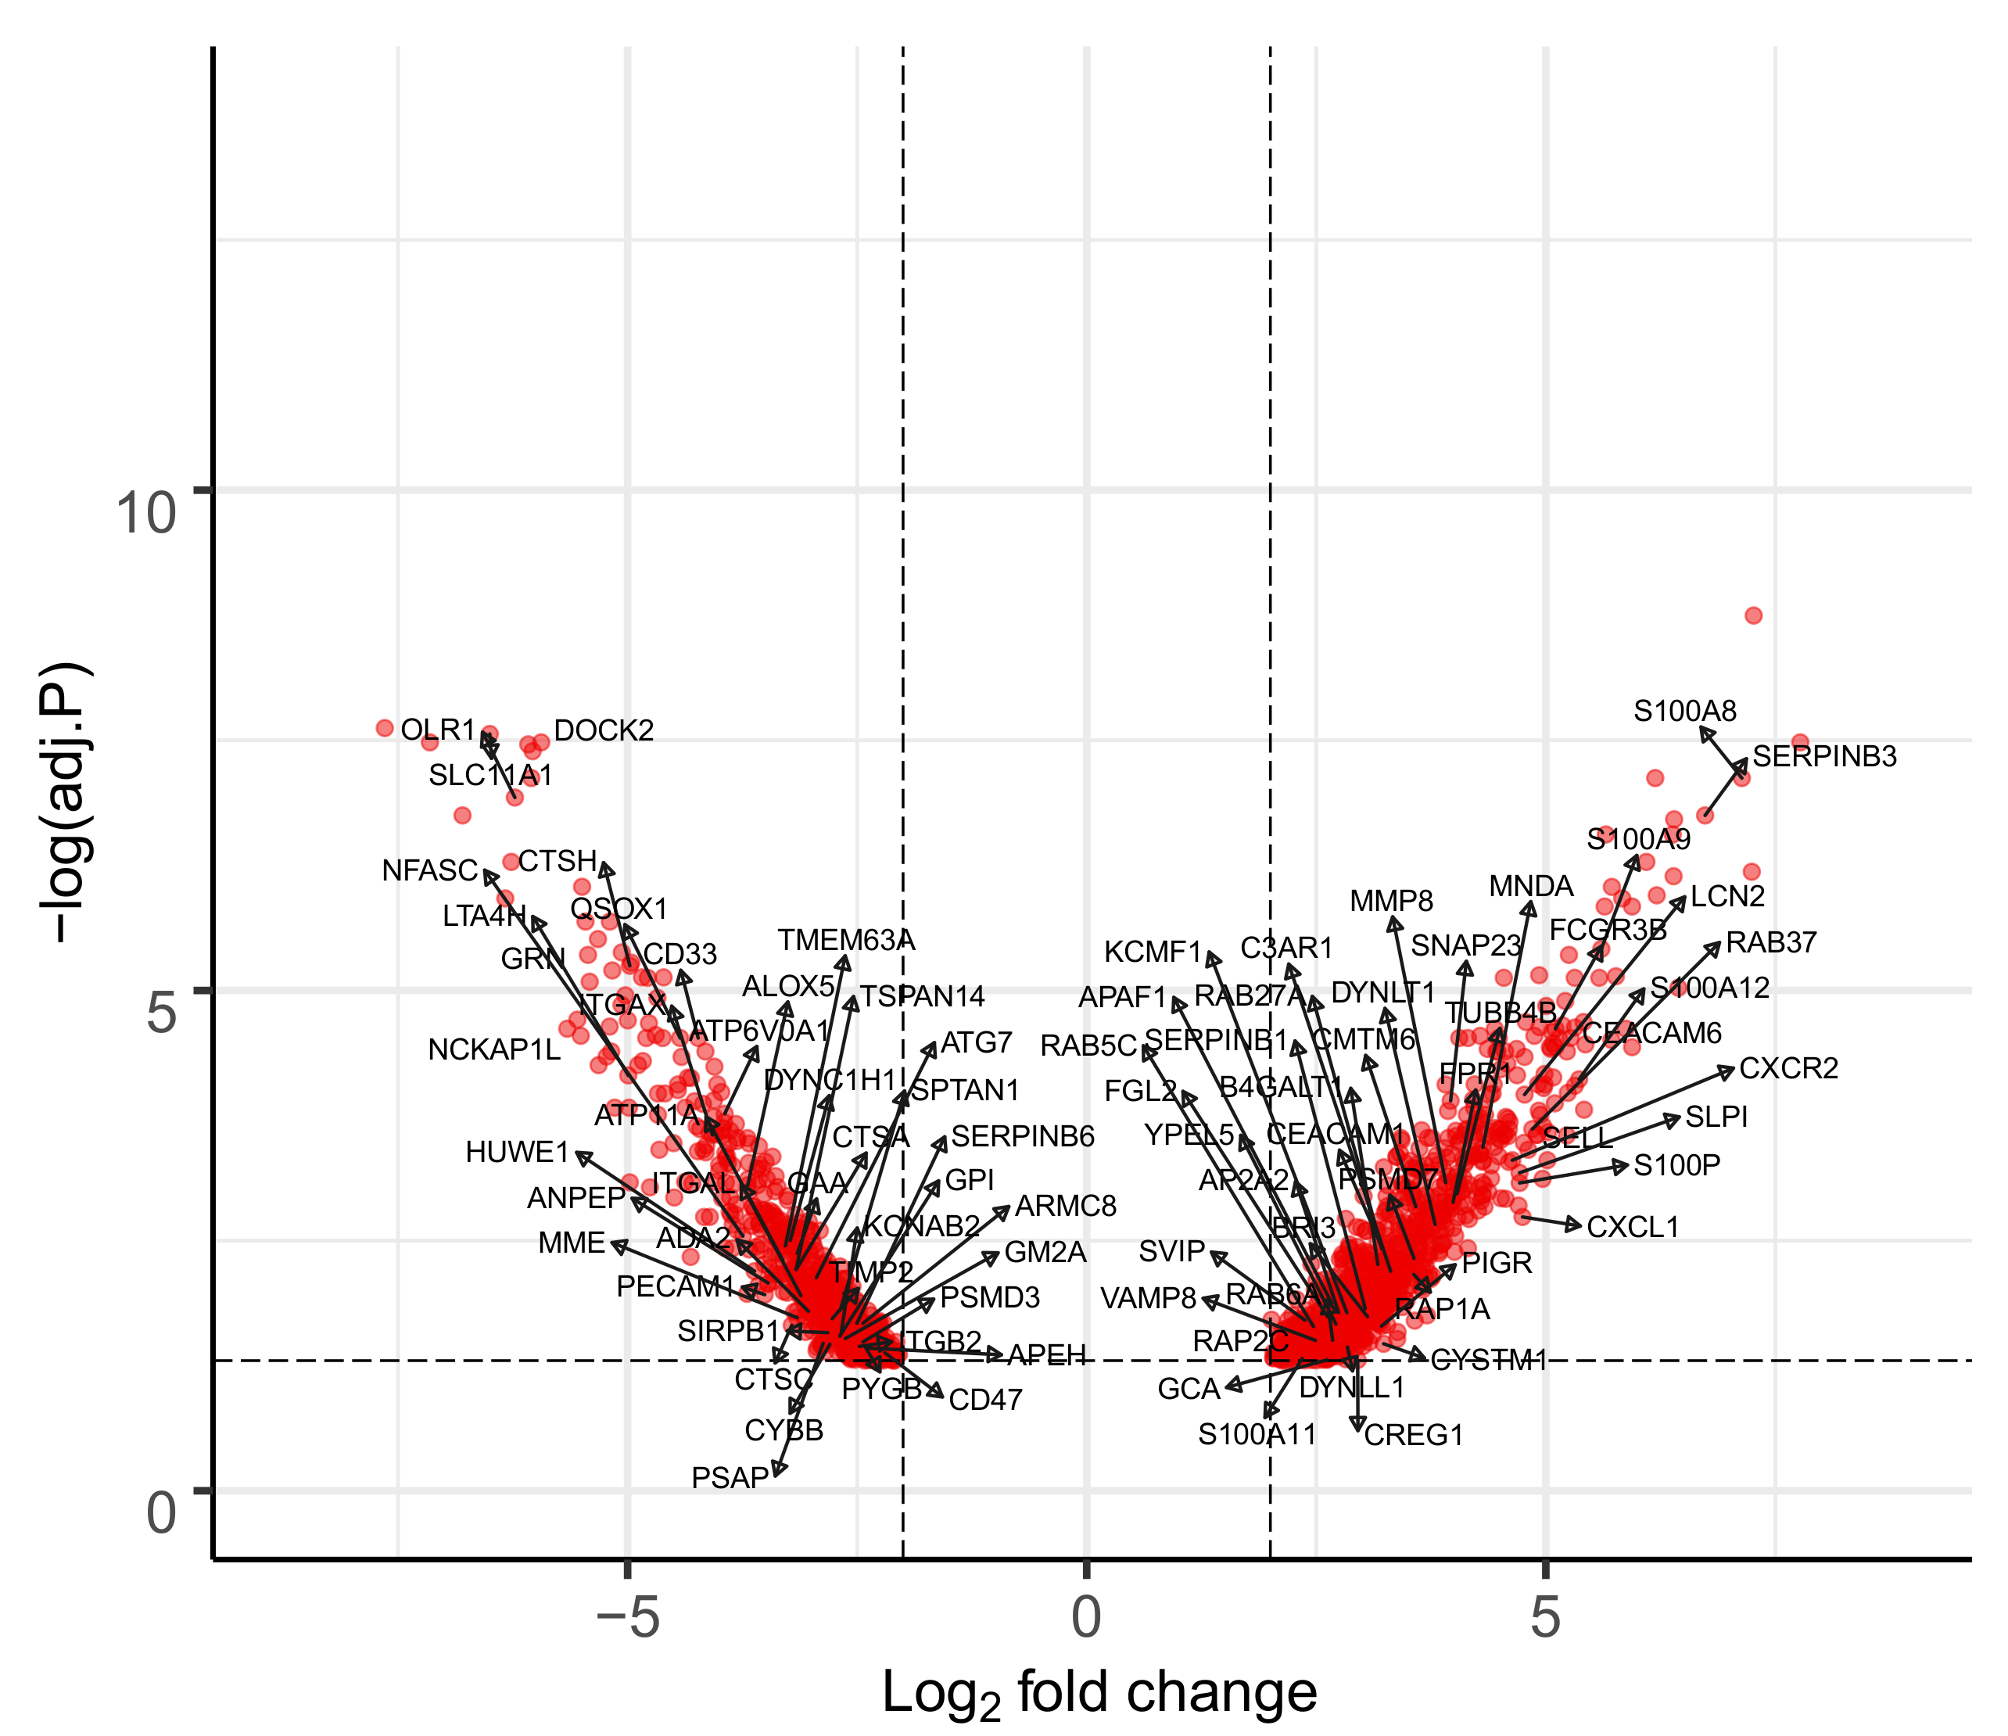 −log(adj.P)
10
5
0
−5
0
5
Log2 fold change
OLR1
DOCK2
SLC11A1
NFASC
CTSH
LTA4H
QSOX1
GRN
CD33
TMEM63A
ITGAX
ALOX5
TSPAN14
NCKAP1L
ATP6V0A1
ATG7
DYNC1H1
SPTAN1
ATP11A
CTSA
SERPINB6
HUWE1
ANPEP
ITGAL
GAA
GPI
ARMC8
MME
ADA2
KCNAB2
GM2A
PECAM1
TIMP2
PSMD3
SIRPB1
ITGB2
APEH
CTSC
PYGB
CD47
CYBB
PSAP
S100A8
SERPINB3
S100A9
MNDA
LCN2
MMP8
FCGR3B
RAB37
KCMF1
C3AR1
SNAP23
APAF1
RAB27A
DYNLT1
S100A12
TUBB4B
CEACAM6
RAB5C
SERPINB1
CMTM6
CXCR2
FGL2
B4GALT1
FPR1
SLPI
YPEL5
CEACAM1
SELL
S100P
AP2A2
PSMD7
CXCL1
BRI3
SVIP
PIGR
VAMP8
RAB6A
RAP1A
RAP2C
CYSTM1
GCA
DYNLL1
S100A11
CREG1